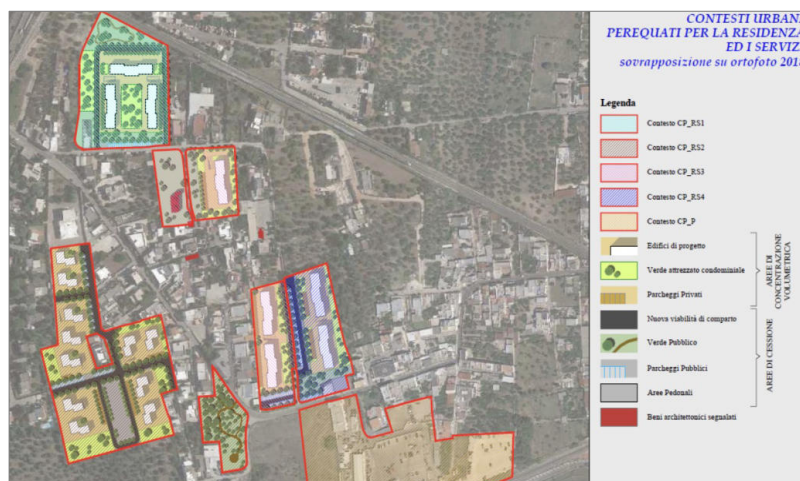 CONTESTI URBANI
PEREQUATI PER LA RESIDENZA
ED I SERVIZI
sovrapposizione su ortofoto 2018
Legenda
Contesto CP_RS1
Contesto CP_RS2
Contesto CP_RS3
Contesto CP_RS4
Contesto CP_P
Edifici di progetto
Verde attrezzato condominiale
Parcheggi Privati
Nuova viabilità di comparto
Verde Pubblico
Parcheggi Pubblici
Aree Pedonali
Beni architettonici segnalati
AREE DI
CONCENTRAZIONE
VOLUMETRICA
AREE DI CESSIONE